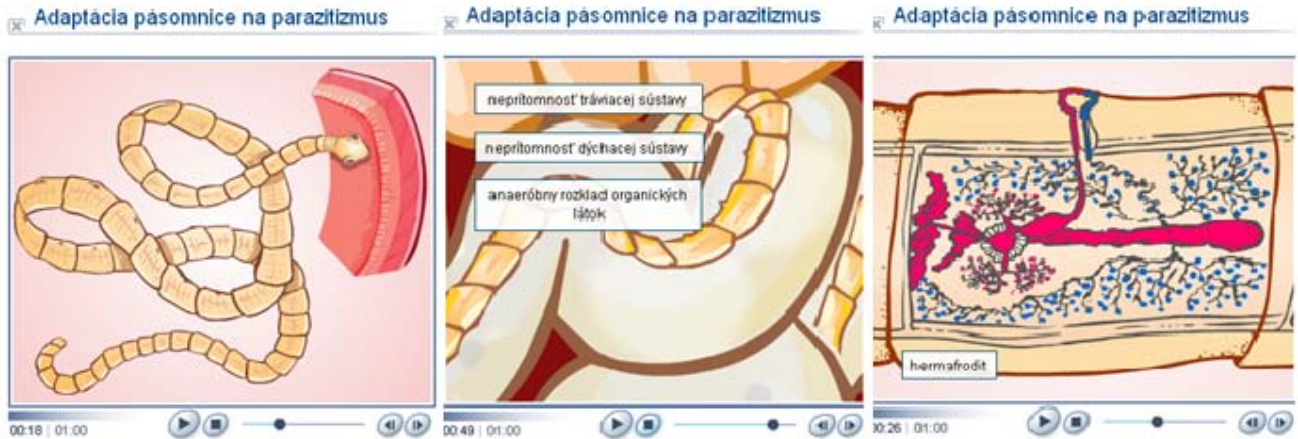 Adaptácia pásomnice na parazitizmus
00:18 | 01:00
Adaptácia pásomnice na parazitizmus
neprítomnosť tráviacej sústavy
neprítomnosť dýchacej sústavy
anaeróbny rozklad organických
látok
00:49 | 01:00
Adaptácia pásomnice na parazitizmus
hermafrodit
00:26 | 01:00